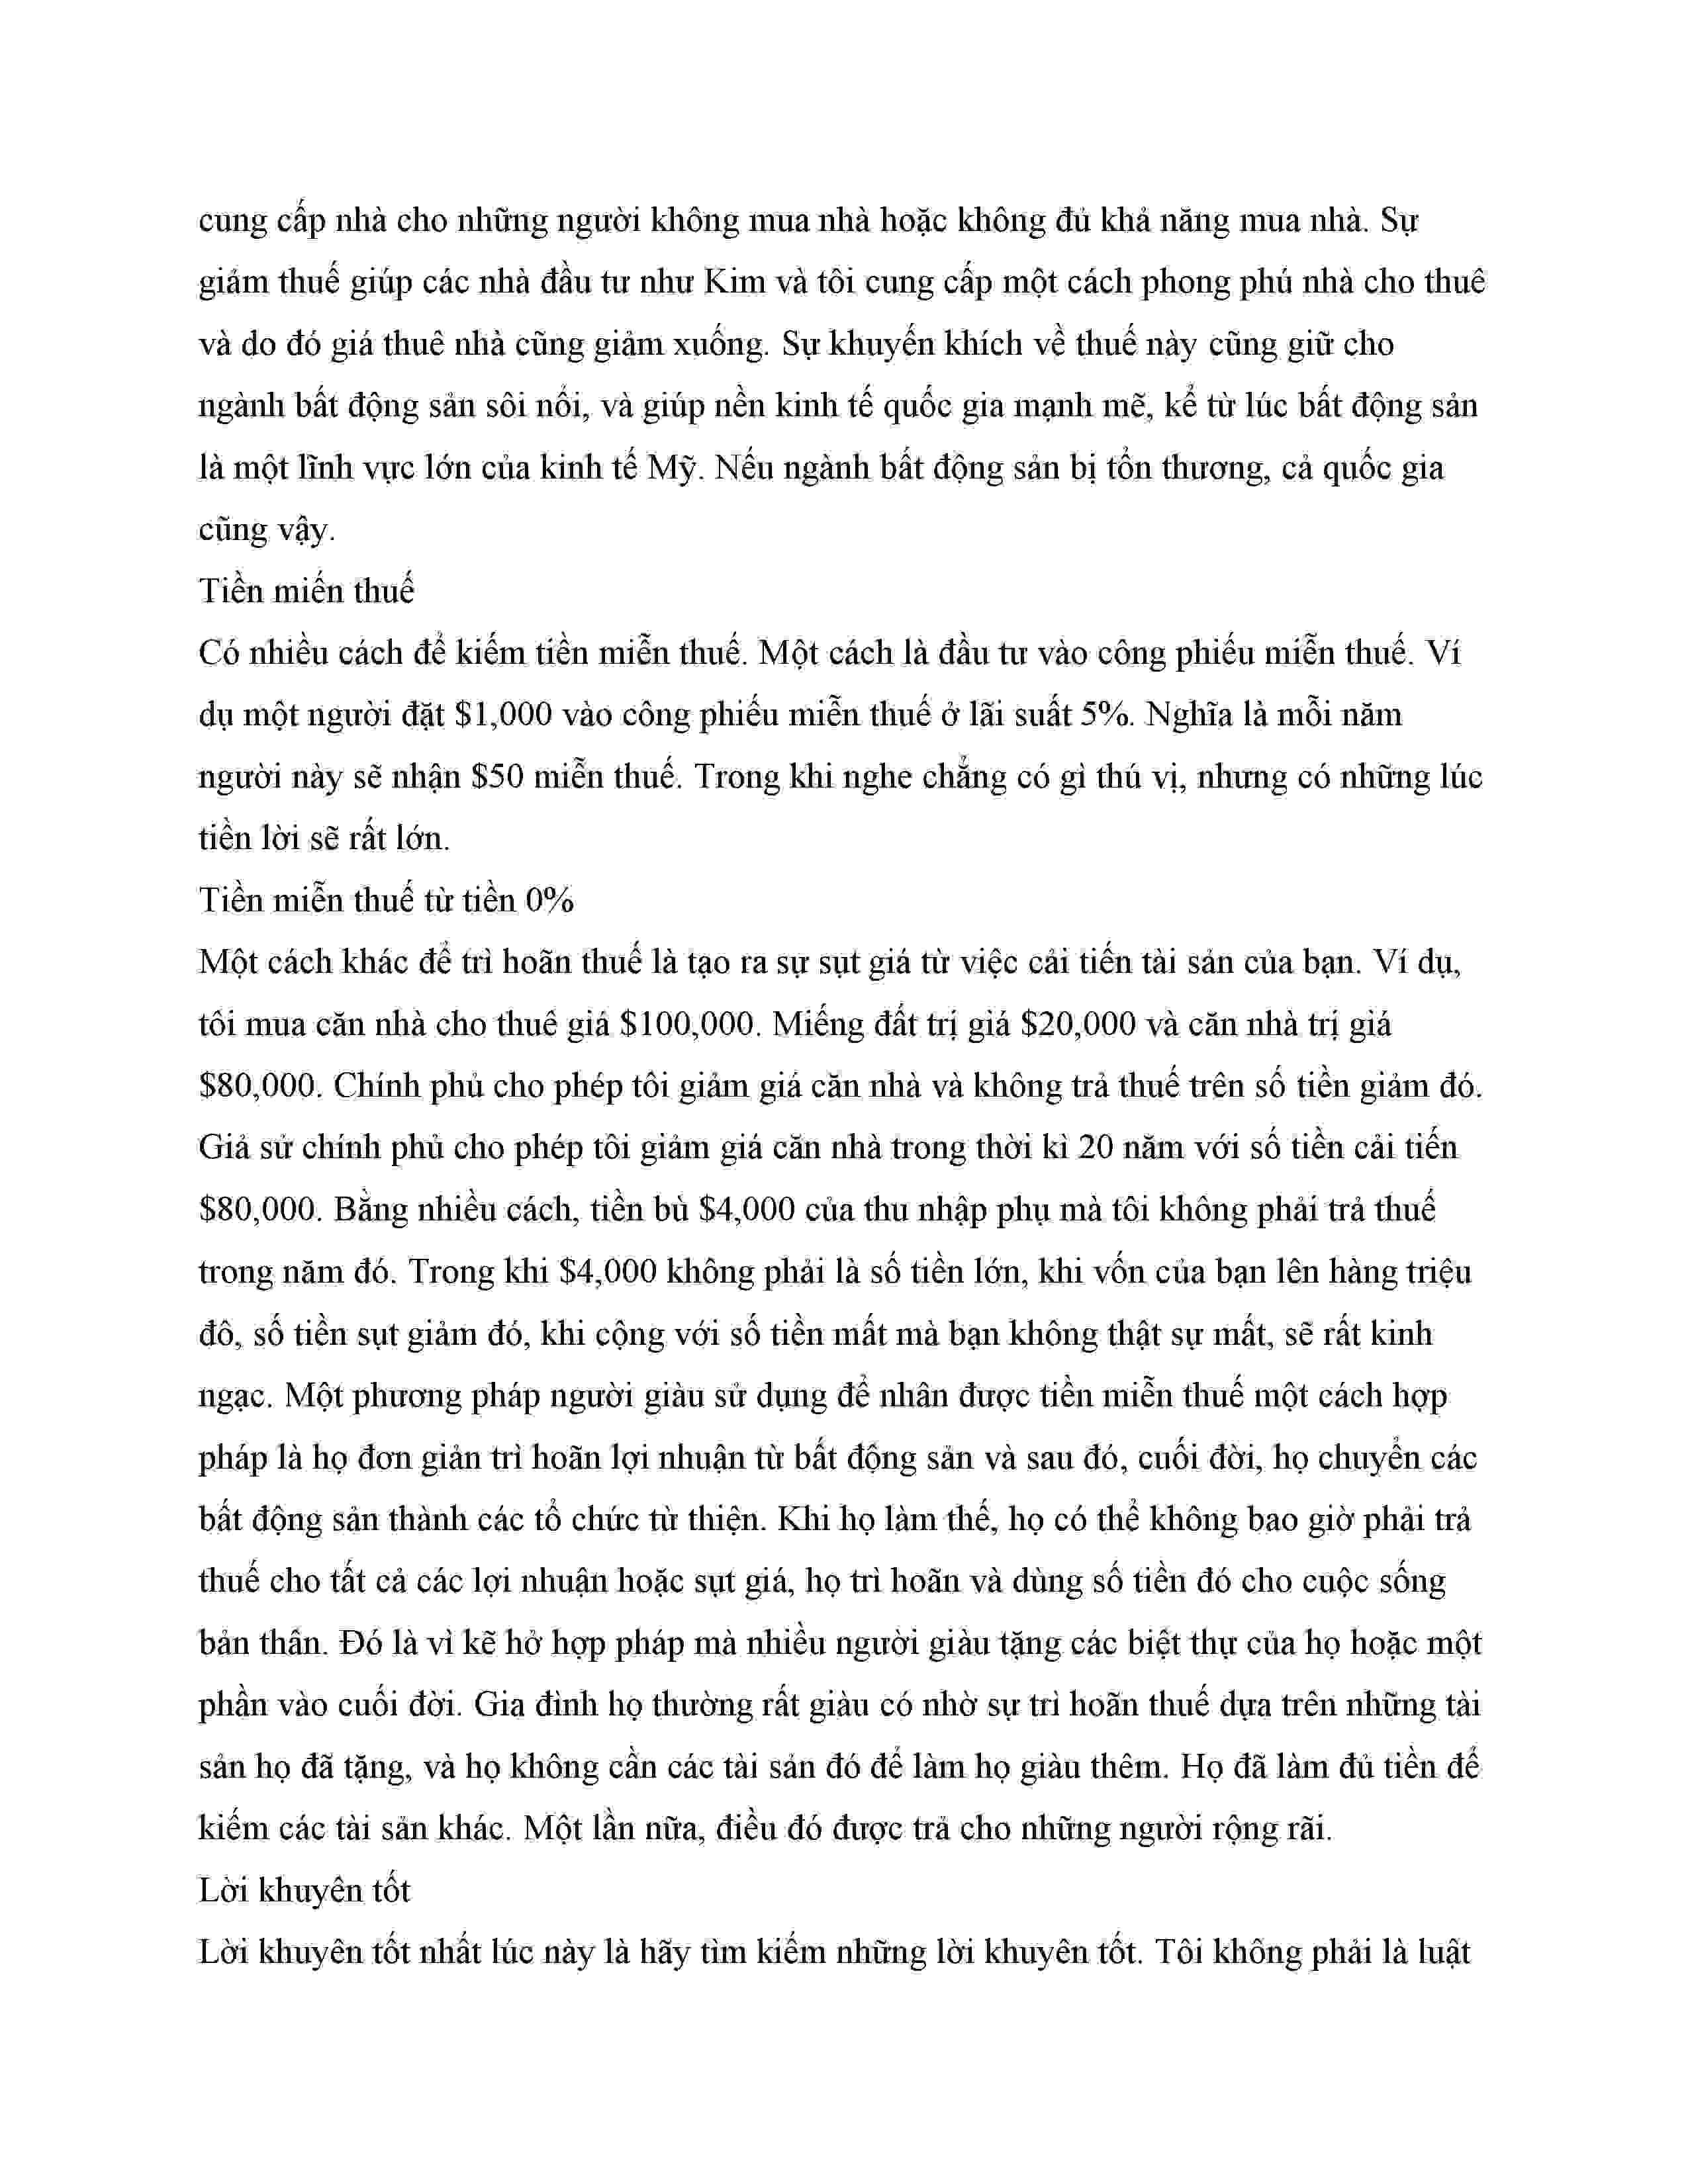 cung cấp nhà cho những người không mua nhà hoặc không đủ khả năng mua nhà. Sự
giảm thuế giúp các nhà đầu tư như Kim và tôi cung cấp một cách phong phú nhà cho thuê
và do đó giá thuê nhà cũng giảm xuống. Sự khuyến khích về thuế này cũng giữ cho
ngành bất động sản sôi nổi, và giúp nền kinh tế quốc gia mạnh mẽ, kể từ lúc bất động sản
là một lĩnh vực lớn của kinh tế Mỹ. Nếu ngành bất động sản bị tổn thương, cả quốc gia
cũng vậy.
Tiền miến thuế
Có nhiều cách để kiếm tiền miễn thuế. Một cách là đầu tư vào công phiếu miễn thuế. Ví
dụ một người đặt $1,000 vào công phiếu miễn thuế ở lãi suất 5%. Nghĩa là mỗi năm
người này sẽ nhận $50 miễn thuế. Trong khi nghe chẳng có gì thú vị, nhưng có những lúc
tiền lời sẽ rất lớn.
Tiền miễn thuế từ tiền 0%
Một cách khác để trì hoãn thuế là tạo ra sự sụt giá từ việc cải tiến tài sản của bạn. Ví dụ,
tôi mua căn nhà cho thuê giá $100,000. Miếng đất trị giá $20,000 và căn nhà trị giá
$80,000. Chính phủ cho phép tôi giảm giá căn nhà và không trả thuế trên số tiền giảm đó.
Giả sử chính phủ cho phép tôi giảm giá căn nhà trong thời kì 20 năm với số tiền cải tiến
$80,000. Bằng nhiều cách, tiền bù $4,000 của thu nhập phụ mà tôi không phải trả thuế
trong năm đó. Trong khi $4,000 không phải là số tiền lớn, khi vốn của bạn lên hàng triệu
đô, số tiền sụt giảm đó, khi cộng với số tiền mất mà bạn không thật sự mất, sẽ rất kinh
ngạc. Một phương pháp người giàu sử dụng để nhân được tiền miễn thuế một cách hợp
pháp là họ đơn giản trì hoãn lợi nhuận từ bất động sản và sau đó, cuối đời, họ chuyển các
bất động sản thành các tổ chức từ thiện. Khi họ làm thế, họ có thể không bao giờ phải trả
thuế cho tất cả các lợi nhuận hoặc sụt giá, họ trì hoãn và dùng số tiền đó cho cuộc sống
bản thân. Đó là vì kẽ hở hợp pháp mà nhiều người giàu tặng các biệt thự của họ hoặc một
phần vào cuối đời. Gia đình họ thường rất giàu có nhờ sự trì hoãn thuế dựa trên những tài
sản họ đã tặng, và họ không cần các tài sản đó để làm họ giàu thêm. Họ đã làm đủ tiền để
kiếm các tài sản khác. Một lần nữa, điều đó được trả cho những người rộng rãi.
Lời khuyên tốt
Lời khuyên tốt nhất lúc này là hãy tìm kiếm những lời khuyên tốt. Tôi không phải là luật